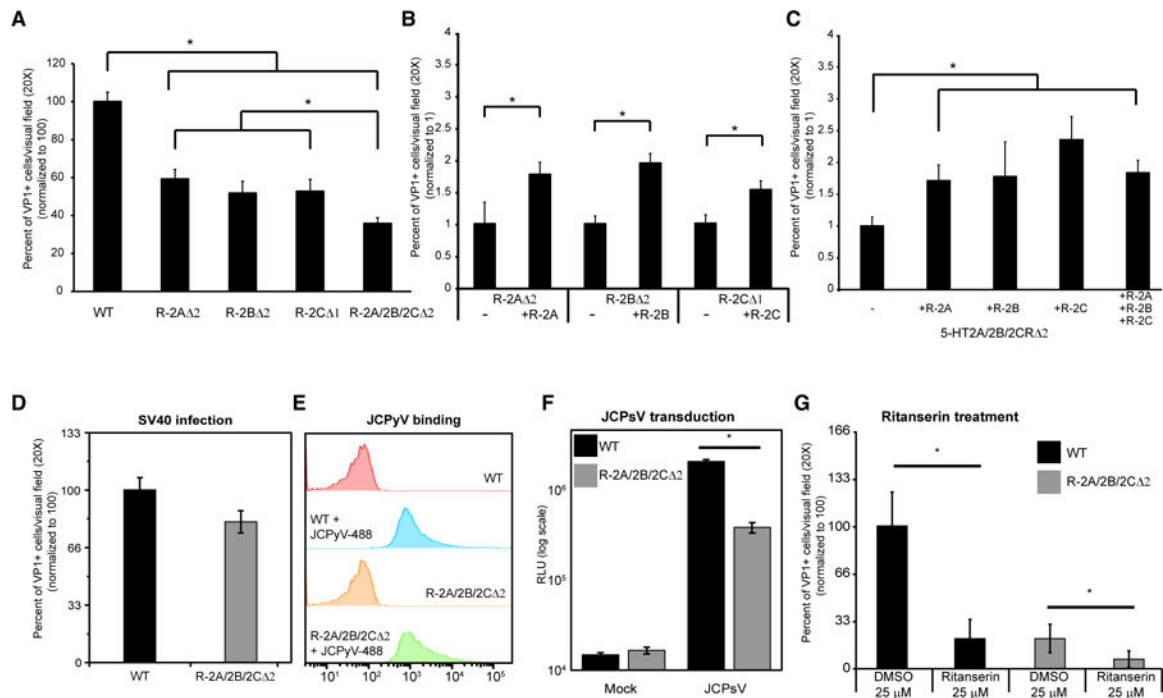 A
Percent of VP1+ cells/visual field (20X)
(normalized to 100)
120
100
80
60
40
20
0
*
*
WT
R-2AΔ2
R-2BΔ2
R-2CΔ1
R-2A/2B/2CΔ2
B
Percent of VP1+ cells/visual field (20X)
(normalized to 1)
4
3.5
3
2.5
2
1.5
1
0.5
0
*
*
*
R-2AΔ2
R-2BΔ2
R-2CΔ1
-
+R-2A
-
+R-2B
-
+R-2C
C
Percent of VP1+ cells/visual field (20X)
(normalized to 1)
4
3.5
3
2.5
2
1.5
1
0.5
0
*
-
+R-2A
+R-2B
+R-2C
+R-2A
+R-2B
+R-2C
5-HT2A/2B/2CRΔ2
D
SV40 infection
Percent of VP1+ cells/visual field (20X)
(normalized to 100)
133
100
66
33
0
WT
R-2A/2B/2CΔ2
E
JCPyV binding
WT
WT +
JCPyV-488
R-2A/2B/2CΔ2
R-2A/2B/2CΔ2
+ JCPyV-488
10¹
10²
10³
10⁴
10⁵
F
JCPsV transduction
WT
R-2A/2B/2CΔ2
*
RLU (log scale)
10⁶
10⁵
10⁴
Mock
JCPsV
G
Ritanserin treatment
Percent of VP1+ cells/visual field (20X)
(normalized to 100)
166
133
100
66
33
0
*
*
WT
R-2A/2B/2CΔ2
DMSO
25 µM
Ritanserin
25 µM
DMSO
25 µM
Ritanserin
25 µM